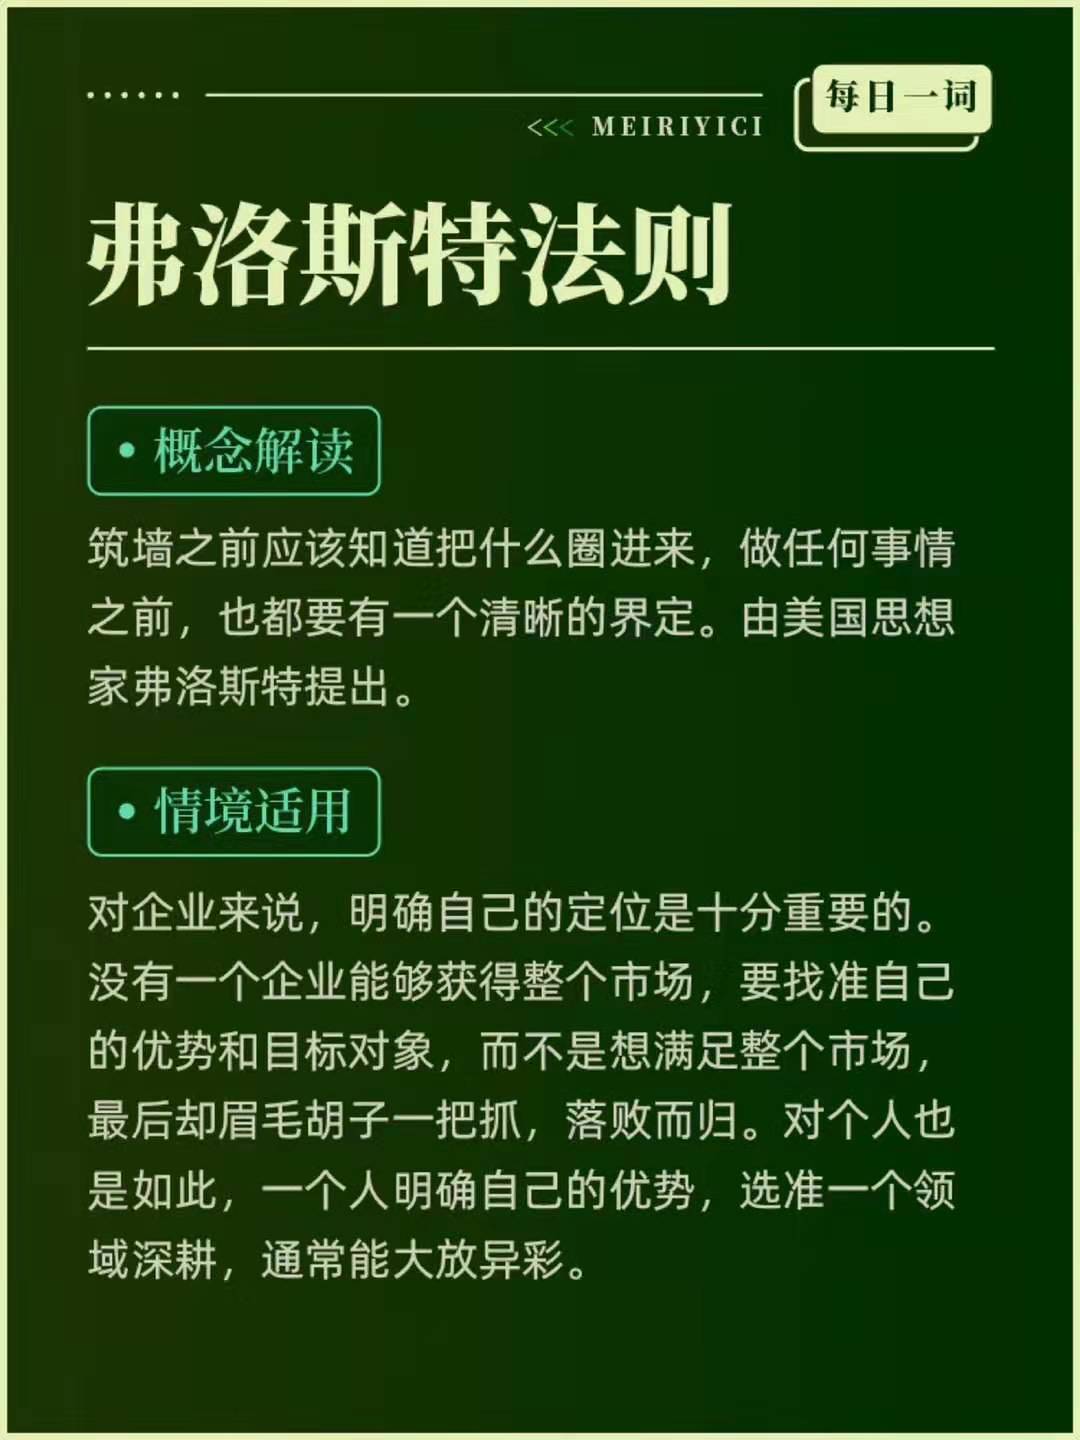 每日一词
<<< MEIRIYICI
弗洛斯特法则
• 概念解读
筑墙之前应该知道把什么圈进来，做任何事情
之前，也都要有一个清晰的界定。由美国思想
家弗洛斯特提出。
• 情境适用
对企业来说，明确自己的定位是十分重要的。
没有一个企业能够获得整个市场，要找准自己
的优势和目标对象，而不是想满足整个市场，
最后却眉毛胡子一把抓，落败而归。对个人也
是如此，一个人明确自己的优势，选准一个领
域深耕，通常能大放异彩。